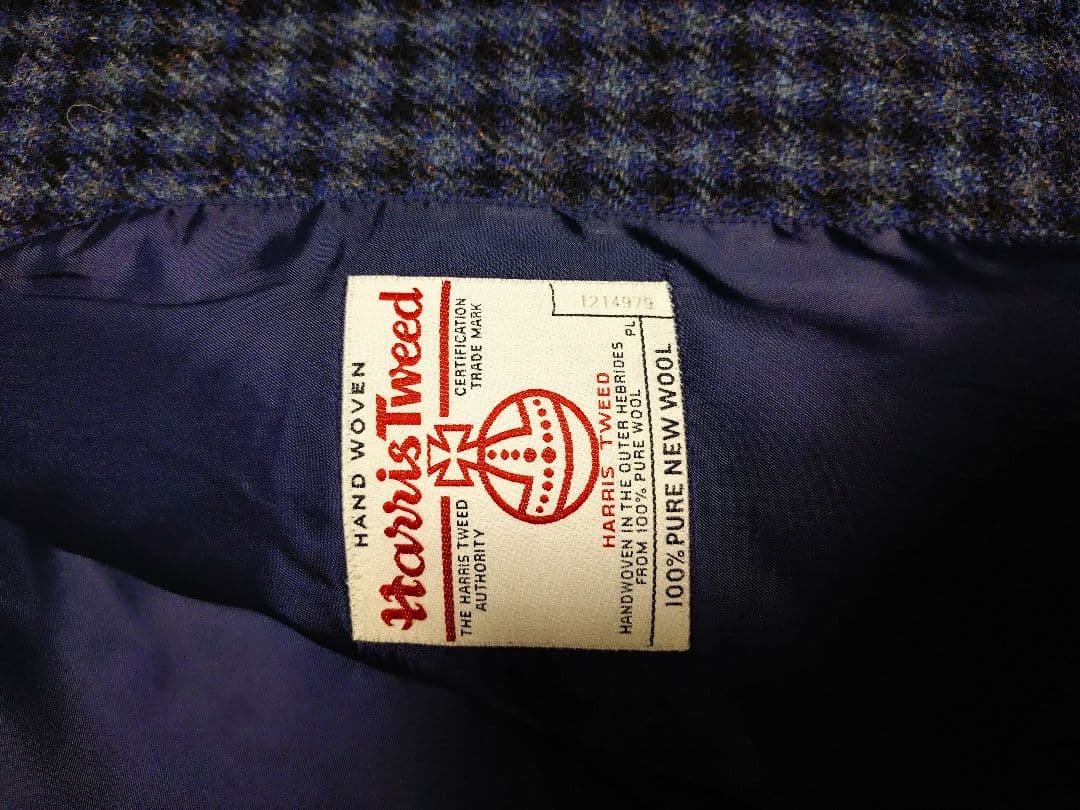 HAND WOVEN
Harris Tweed
THE HARRIS TWEED AUTHORITY
CERTIFICATION TRADE MARK
HARRIS TWEED
HANDWOVEN IN THE OUTER HEBRIDES
FROM 100% PURE WOOL
PL
1214979
100% PURE NEW WOOL